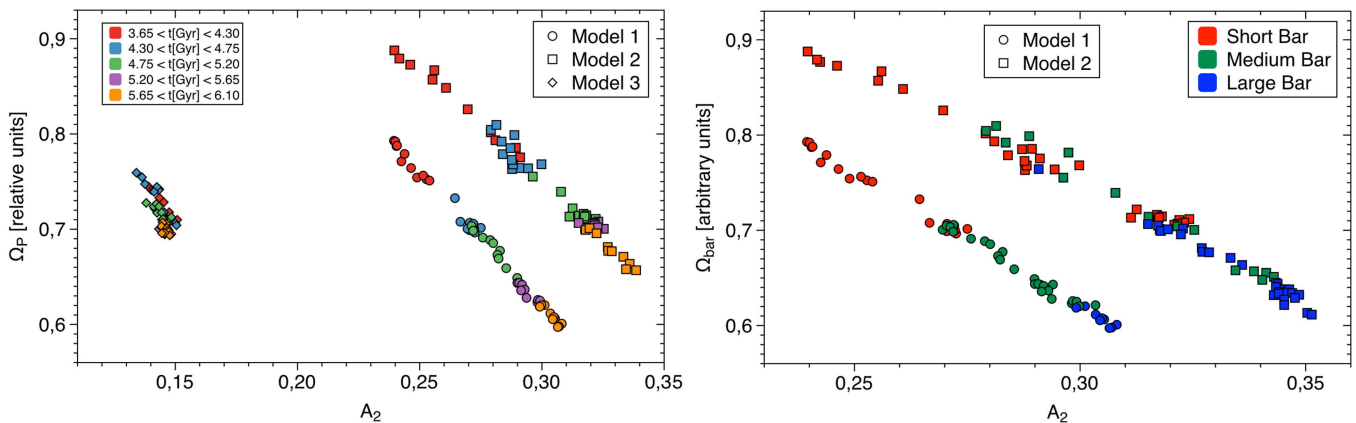 3.65 < t[Gyr] < 4.30
4.30 < t[Gyr] < 4.75
4.75 < t[Gyr] < 5.20
5.20 < t[Gyr] < 5.65
5.65 < t[Gyr] < 6.10
Model 1
Model 2
Model 3
0,9
0,8
0,7
0,6
Ω_P [relative units]
0,15
0,20
0,25
0,30
0,35
A₂
Model 1
Model 2
Short Bar
Medium Bar
Large Bar
0,9
0,8
0,7
0,6
Ω_bar [arbitrary units]
0,25
0,30
0,35
A₂